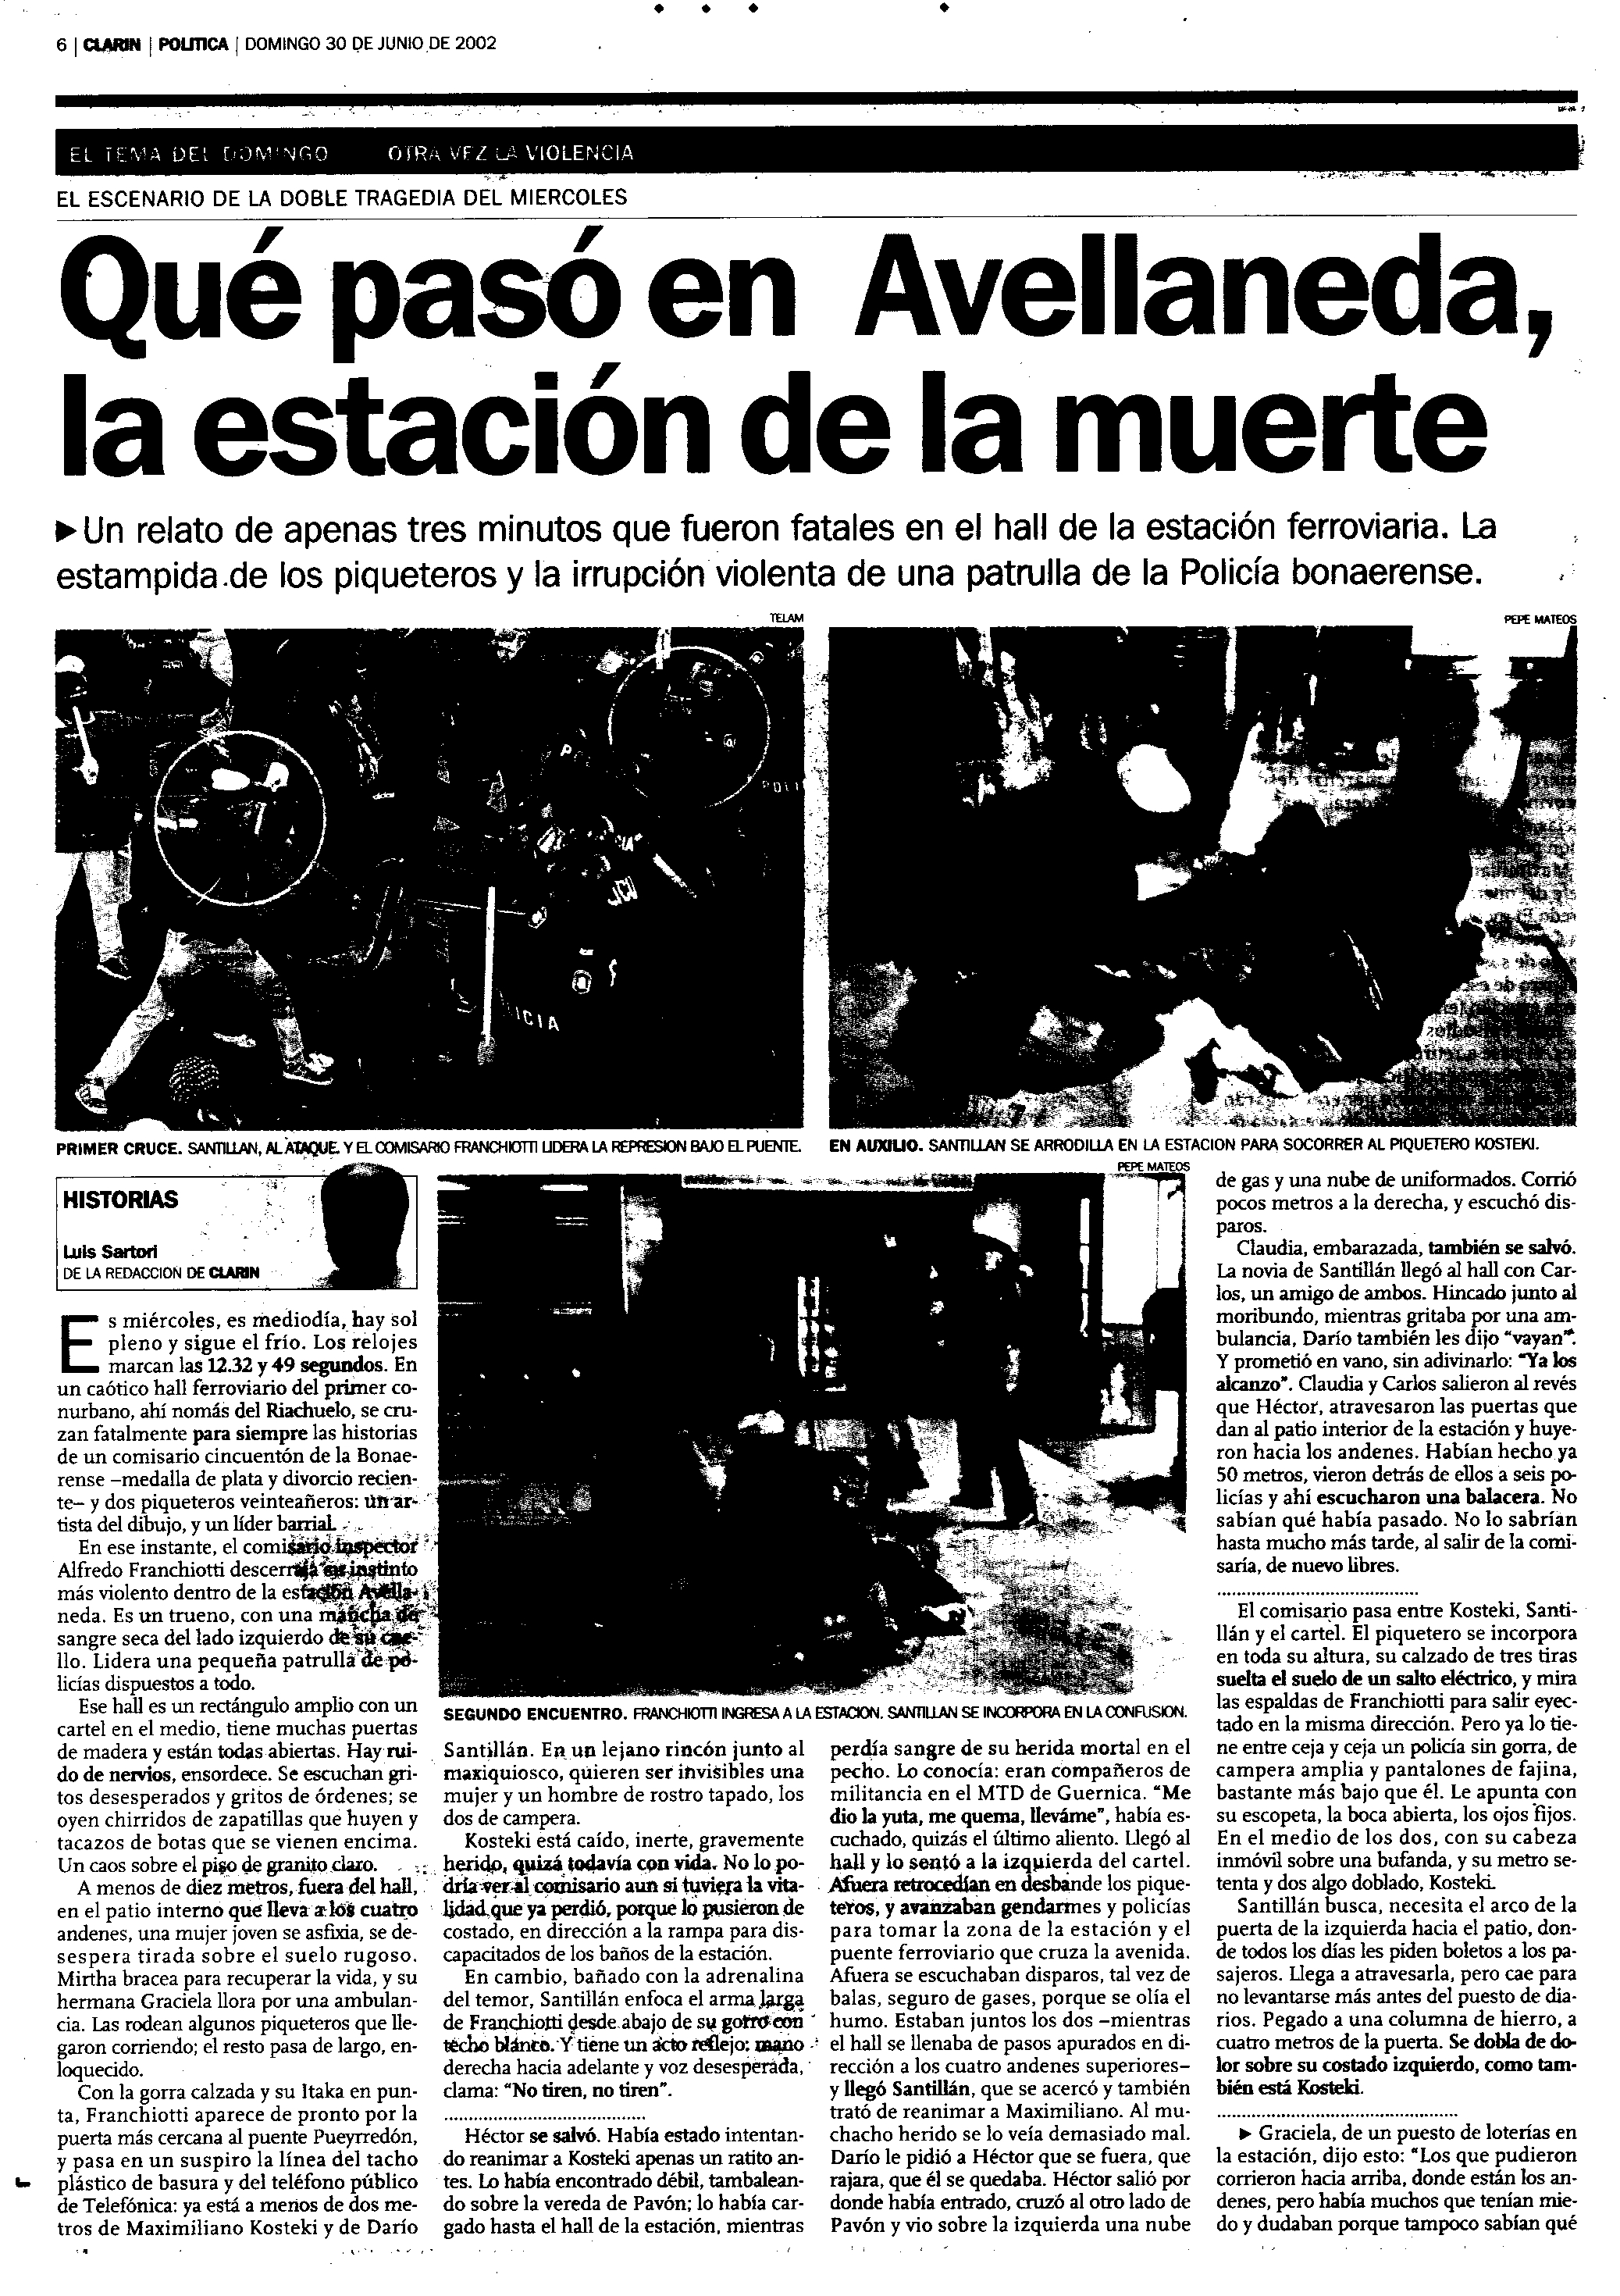 6 | CLARIN | POLITICA | DOMINGO 30 DE JUNIO DE 2002
EL TEMA DEL DOMINGO OTRA VEZ LA VIOLENCIA
EL ESCENARIO DE LA DOBLE TRAGEDIA DEL MIERCOLES
Qué pasó en Avellaneda,
la estación de la muerte
▶Un relato de apenas tres minutos que fueron fatales en el hall de la estación ferroviaria. La
estampida de los piqueteros y la irrupción violenta de una patrulla de la Policía bonaerense.
TELAM
PEPE MATEOS
PRIMER CRUCE. SANTILLAN, AL ATAQUE. Y EL COMISARIO FRANCHIOTTI LIDERA LA REPRESION BAJO EL PUENTE.
EN AUXILIO. SANTILLAN SE ARRODILLA EN LA ESTACION PARA SOCORRER AL PIQUETERO KOSTEKI.
HISTORIAS
Luis Sartori
DE LA REDACCION DE CLARIN
Es miércoles, es mediodía, hay sol
pleno y sigue el frío. Los relojes
marcan las 12.32 y 49 segundos. En
un caótico hall ferroviario del primer co-
nurbano, ahí nomás del Riachuelo, se cru-
zan fatalmente para siempre las historias
de un comisario cincuentón de la Bonae-
rense –medalla de plata y divorcio recien-
te– y dos piqueteros veinteañeros: un ar-
tista del dibujo, y un líder barrial.
En ese instante, el comisario inspector
Alfredo Franchiotti descerraja su instinto
más violento dentro de la estación Avella-
neda. Es un trueno, con una mancha de
sangre seca del lado izquierdo de su cue-
llo. Lidera una pequeña patrulla de po-
licías dispuestos a todo.
Ese hall es un rectángulo amplio con un
cartel en el medio, tiene muchas puertas
de madera y están todas abiertas. Hay rui-
do de nervios, ensordece. Se escuchan gri-
tos desesperados y gritos de órdenes; se
oyen chirridos de zapatillas que huyen y
tacazos de botas que se vienen encima.
Un caos sobre el piso de granito claro.
A menos de diez metros, fuera del hall,
en el patio interno que lleva a los cuatro
andenes, una mujer joven se asfixia, se de-
sespera tirada sobre el suelo rugoso.
Mirtha bracea para recuperar la vida, y su
hermana Graciela llora por una ambulan-
cia. Las rodean algunos piqueteros que lle-
garon corriendo; el resto pasa de largo, en-
loquecido.
Con la gorra calzada y su Itaka en pun-
ta, Franchiotti aparece de pronto por la
puerta más cercana al puente Pueyrredón,
y pasa en un suspiro la línea del tacho
plástico de basura y del teléfono público
de Telefónica: ya está a menos de dos me-
tros de Maximiliano Kosteki y de Darío
PEPE MATEOS
SEGUNDO ENCUENTRO. FRANCHIOTTI INGRESA A LA ESTACION. SANTILLAN SE INCORPORA EN LA CONFUSION.
Santillán. En un lejano rincón junto al
maxiquiosco, quieren ser invisibles una
mujer y un hombre de rostro tapado, los
dos de campera.
Kosteki está caído, inerte, gravemente
herido, quizá todavía con vida. No lo po-
dría ver al comisario aun si tuviera la vita-
lidad que ya perdió, porque lo pusieron de
costado, en dirección a la rampa para dis-
capacitados de los baños de la estación.
En cambio, bañado con la adrenalina
del temor, Santillán enfoca el arma larga
de Franchiotti desde abajo de su gorro con
techo blanco. Y tiene un acto reflejo: mano
derecha hacia adelante y voz desesperada,
clama: “No tiren, no tiren”.
......................................
Héctor se salvó. Había estado intentan-
do reanimar a Kosteki apenas un ratito an-
tes. Lo había encontrado débil, tambalean-
do sobre la vereda de Pavón; lo había car-
gado hasta el hall de la estación, mientras
perdía sangre de su herida mortal en el
pecho. Lo conocía: eran compañeros de
militancia en el MTD de Guernica. “Me
dio la yuta, me quema, lleváme”, había es-
cuchado, quizás el último aliento. Llegó al
hall y lo sentó a la izquierda del cartel.
Afuera retrocedían en desbande los pique-
teros, y avanzaban gendarmes y policías
para tomar la zona de la estación y el
puente ferroviario que cruza la avenida.
Afuera se escuchaban disparos, tal vez de
balas, seguro de gases, porque se olía el
humo. Estaban juntos los dos –mientras
el hall se llenaba de pasos apurados en di-
rección a los cuatro andenes superiores–
y llegó Santillán, que se acercó y también
trató de reanimar a Maximiliano. Al mu-
chacho herido se lo veía demasiado mal.
Darío le pidió a Héctor que se fuera, que
rajara, que él se quedaba. Héctor salió por
donde había entrado, cruzó al otro lado de
Pavón y vio sobre la izquierda una nube
de gas y una nube de uniformados. Corrió
pocos metros a la derecha, y escuchó dis-
paros.
Claudia, embarazada, también se salvó.
La novia de Santillán llegó al hall con Car-
los, un amigo de ambos. Hincado junto al
moribundo, mientras gritaba por una am-
bulancia, Darío también les dijo “vayan”.
Y prometió en vano, sin adivinarlo: “Ya los
alcanzo”. Claudia y Carlos salieron al revés
que Héctor, atravesaron las puertas que
dan al patio interior de la estación y huye-
ron hacia los andenes. Habían hecho ya
50 metros, vieron detrás de ellos a seis po-
licías y ahí escucharon una balacera. No
sabían qué había pasado. No lo sabrían
hasta mucho más tarde, al salir de la comi-
saría, de nuevo libres.
......................................
El comisario pasa entre Kosteki, Santi-
llán y el cartel. El piquetero se incorpora
en toda su altura, su calzado de tres tiras
suelta el suelo de un salto eléctrico, y mira
las espaldas de Franchiotti para salir eyec-
tado en la misma dirección. Pero ya lo tie-
ne entre ceja y ceja un policía sin gorra, de
campera amplia y pantalones de fajina,
bastante más bajo que él. Le apunta con
su escopeta, la boca abierta, los ojos fijos.
En el medio de los dos, con su cabeza
inmóvil sobre una bufanda, y su metro se-
tenta y dos algo doblado, Kosteki.
Santillán busca, necesita el arco de la
puerta de la izquierda hacia el patio, don-
de todos los días les piden boletos a los pa-
sajeros. Llega a atravesarla, pero cae para
no levantarse más antes del puesto de dia-
rios. Pegado a una columna de hierro, a
cuatro metros de la puerta. Se dobla de do-
lor sobre su costado izquierdo, como tam-
bién está Kosteki.
......................................
▶ Graciela, de un puesto de loterías en
la estación, dijo esto: “Los que pudieron
corrieron hacia arriba, donde están los an-
denes, pero había muchos que tenían mie-
do y dudaban porque tampoco sabían qué